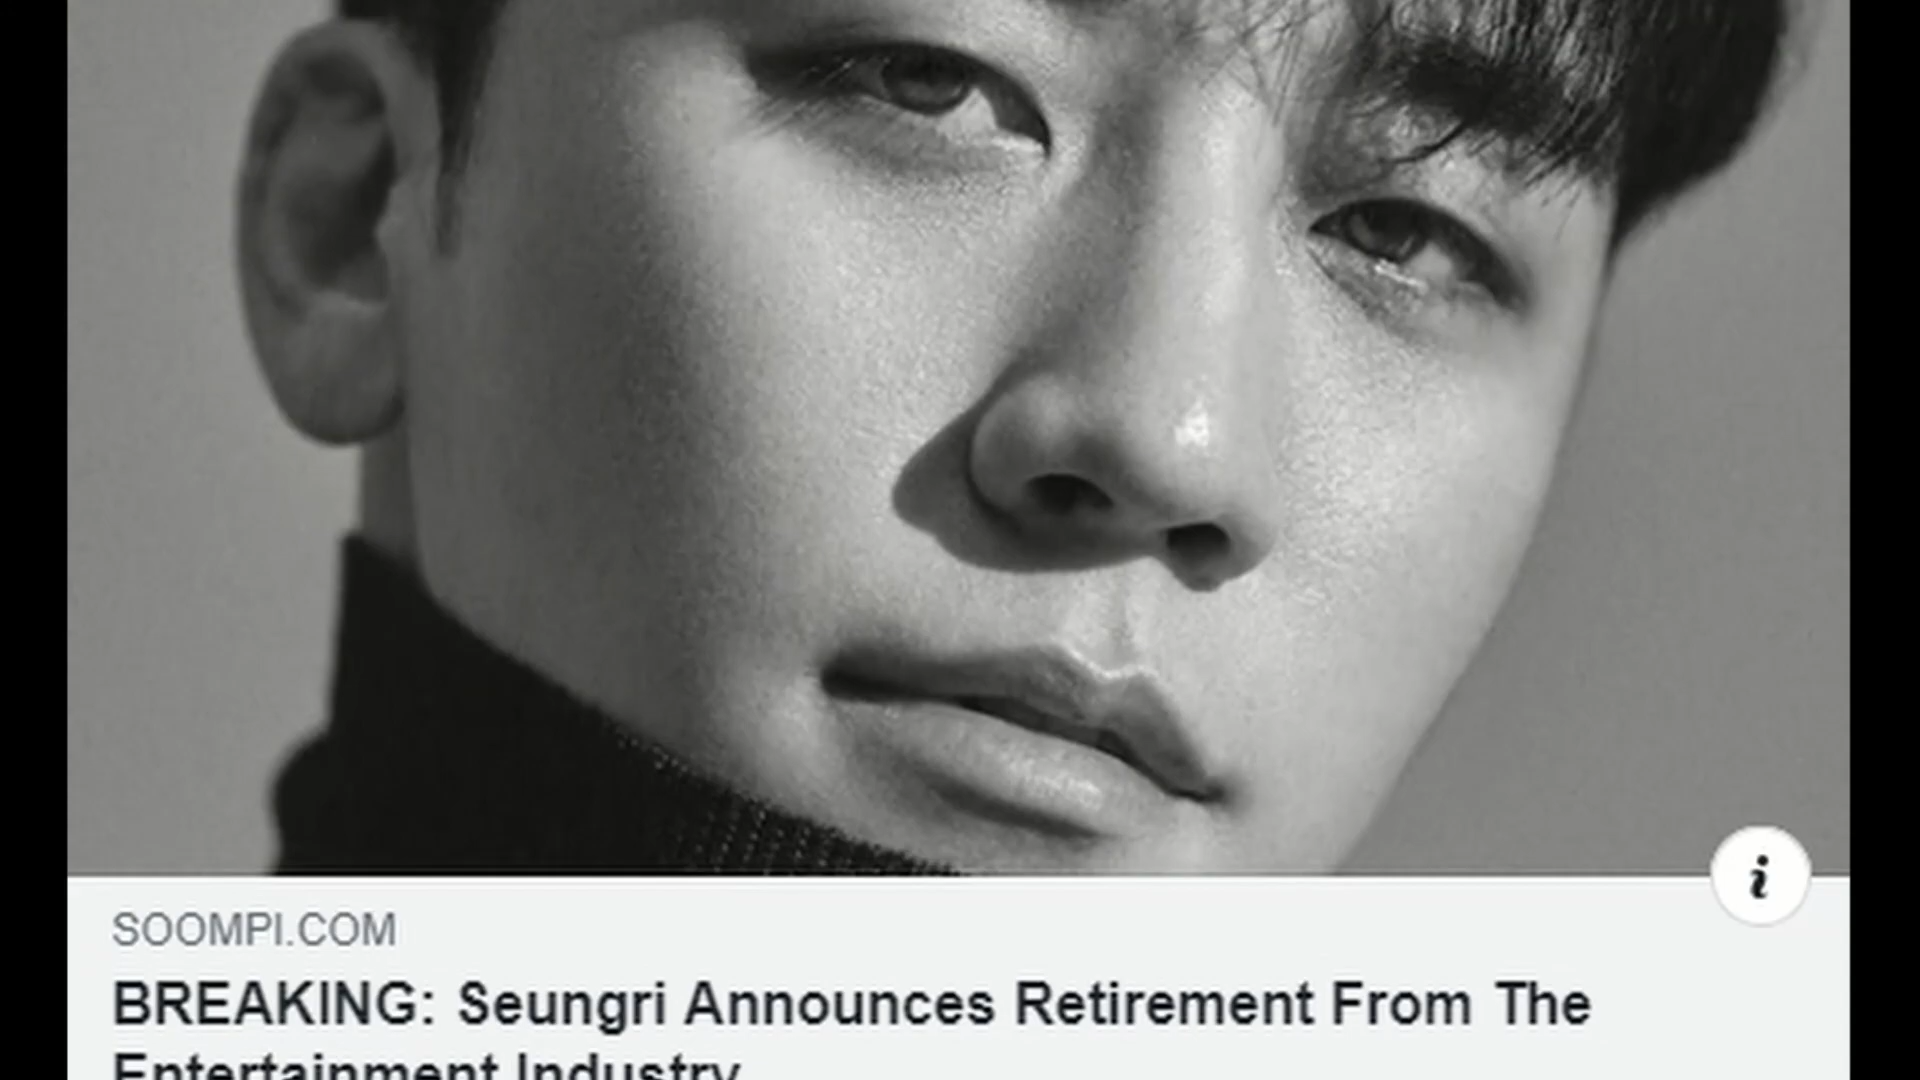 SOOMPI.COM
BREAKING: Seungri Announces Retirement From The
Entertainment Industry